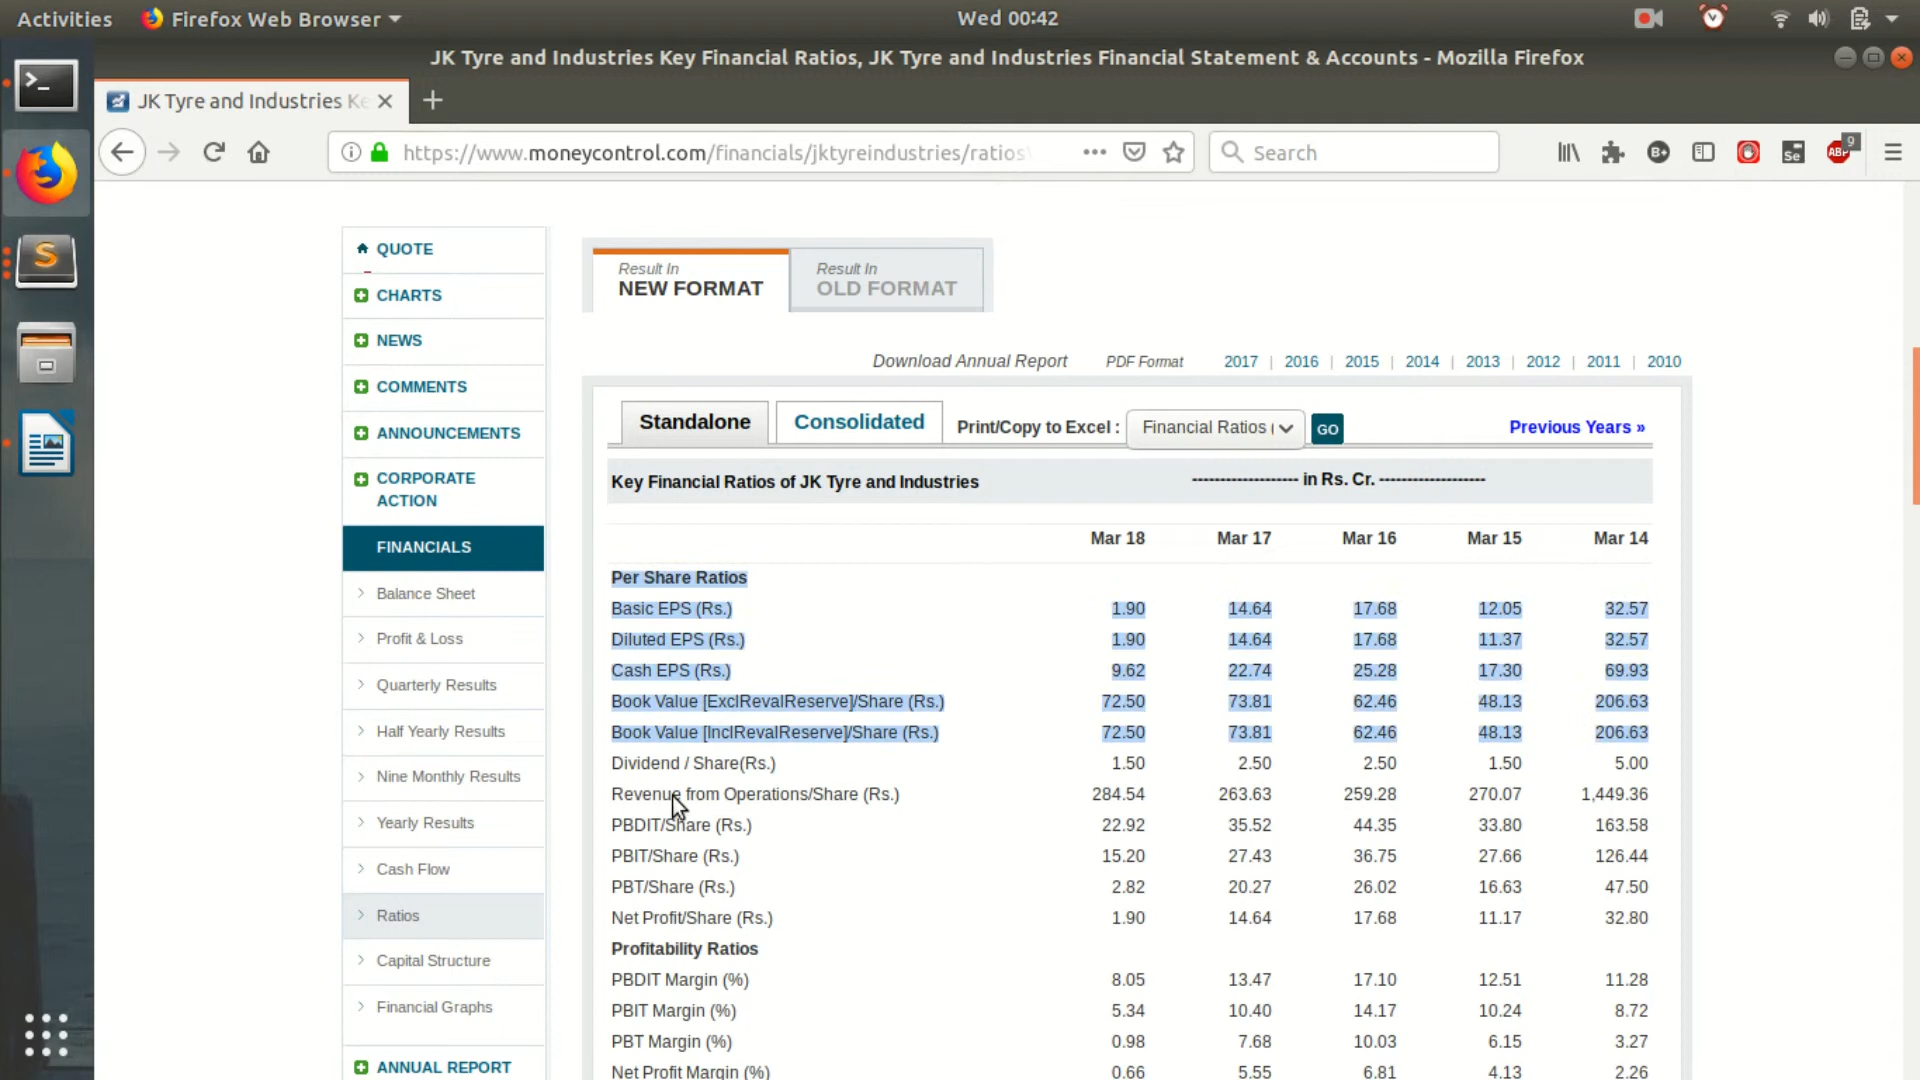 Activities Firefox Web Browser Wed 00:42
JK Tyre and Industries Key Financial Ratios, JK Tyre and Industries Financial Statement & Accounts - Mozilla Firefox
JK Tyre and Industries Ke
https://www.moneycontrol.com/financials/jktyreindustries/ratios Search B+ Se ABP 9
QUOTE
CHARTS
NEWS
COMMENTS
ANNOUNCEMENTS
CORPORATE
ACTION
FINANCIALS
Balance Sheet
Profit & Loss
Quarterly Results
Half Yearly Results
Nine Monthly Results
Yearly Results
Cash Flow
Ratios
Capital Structure
Financial Graphs
ANNUAL REPORT
Result In
NEW FORMAT
Result In
OLD FORMAT
Download Annual Report PDF Format 2017 | 2016 | 2015 | 2014 | 2013 | 2012 | 2011 | 2010
Standalone Consolidated Print/Copy to Excel : Financial Ratios ( GO Previous Years »
Key Financial Ratios of JK Tyre and Industries ------------------- in Rs. Cr. -------------------
Mar 18 Mar 17 Mar 16 Mar 15 Mar 14
Per Share Ratios
Basic EPS (Rs.) 1.90 14.64 17.68 12.05 32.57
Diluted EPS (Rs.) 1.90 14.64 17.68 11.37 32.57
Cash EPS (Rs.) 9.62 22.74 25.28 17.30 69.93
Book Value [ExclRevalReserve]/Share (Rs.) 72.50 73.81 62.46 48.13 206.63
Book Value [InclRevalReserve]/Share (Rs.) 72.50 73.81 62.46 48.13 206.63
Dividend / Share(Rs.) 1.50 2.50 2.50 1.50 5.00
Revenue from Operations/Share (Rs.) 284.54 263.63 259.28 270.07 1,449.36
PBDIT/Share (Rs.) 22.92 35.52 44.35 33.80 163.58
PBIT/Share (Rs.) 15.20 27.43 36.75 27.66 126.44
PBT/Share (Rs.) 2.82 20.27 26.02 16.63 47.50
Net Profit/Share (Rs.) 1.90 14.64 17.68 11.17 32.80
Profitability Ratios
PBDIT Margin (%) 8.05 13.47 17.10 12.51 11.28
PBIT Margin (%) 5.34 10.40 14.17 10.24 8.72
PBT Margin (%) 0.98 7.68 10.03 6.15 3.27
Net Profit Margin (%) 0.66 5.55 6.81 4.13 2.26